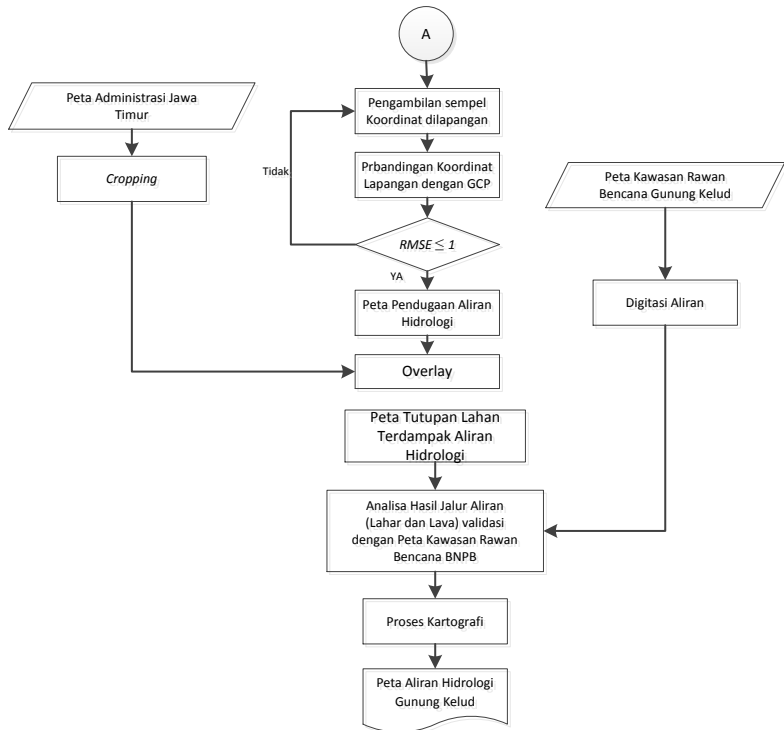 A
Peta Administrasi Jawa
Timur
Cropping
Pengambilan sempel
Koordinat dilapangan
Tidak
Prbandingan Koordinat
Lapangan dengan GCP
RMSE ≤ 1
YA
Peta Pendugaan Aliran
Hidrologi
Overlay
Peta Kawasan Rawan
Bencana Gunung Kelud
Digitasi Aliran
Peta Tutupan Lahan
Terdampak Aliran
Hidrologi
Analisa Hasil Jalur Aliran
(Lahar dan Lava) validasi
dengan Peta Kawasan Rawan
Bencana BNPB
Proses Kartografi
Peta Aliran Hidrologi
Gunung Kelud